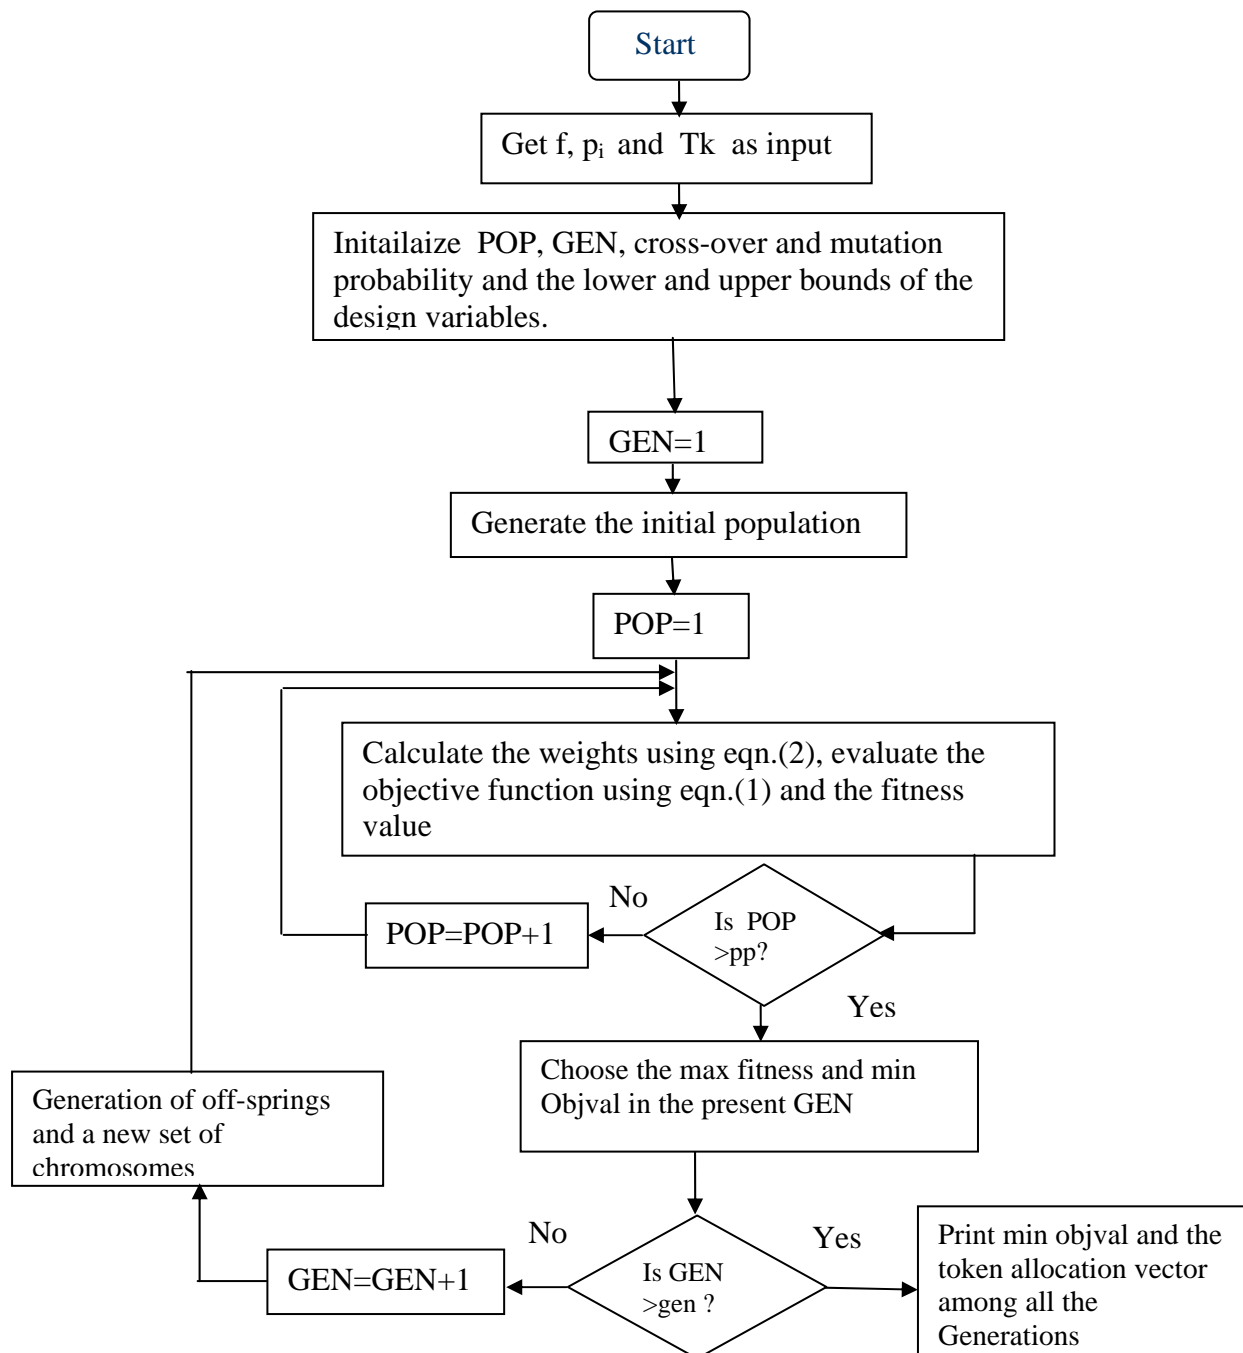 Start
Get f, pi and Tk as input
Initailaize POP, GEN, cross-over and mutation
probability and the lower and upper bounds of the
design variables.
GEN=1
Generate the initial population
POP=1
Calculate the weights using eqn.(2), evaluate the
objective function using eqn.(1) and the fitness
value
No
POP=POP+1
Is POP
>pp?
Yes
Choose the max fitness and min
Objval in the present GEN
Generation of off-springs
and a new set of
chromosomes
No
Yes
GEN=GEN+1
Is GEN
>gen ?
Print min objval and the
token allocation vector
among all the
Generations